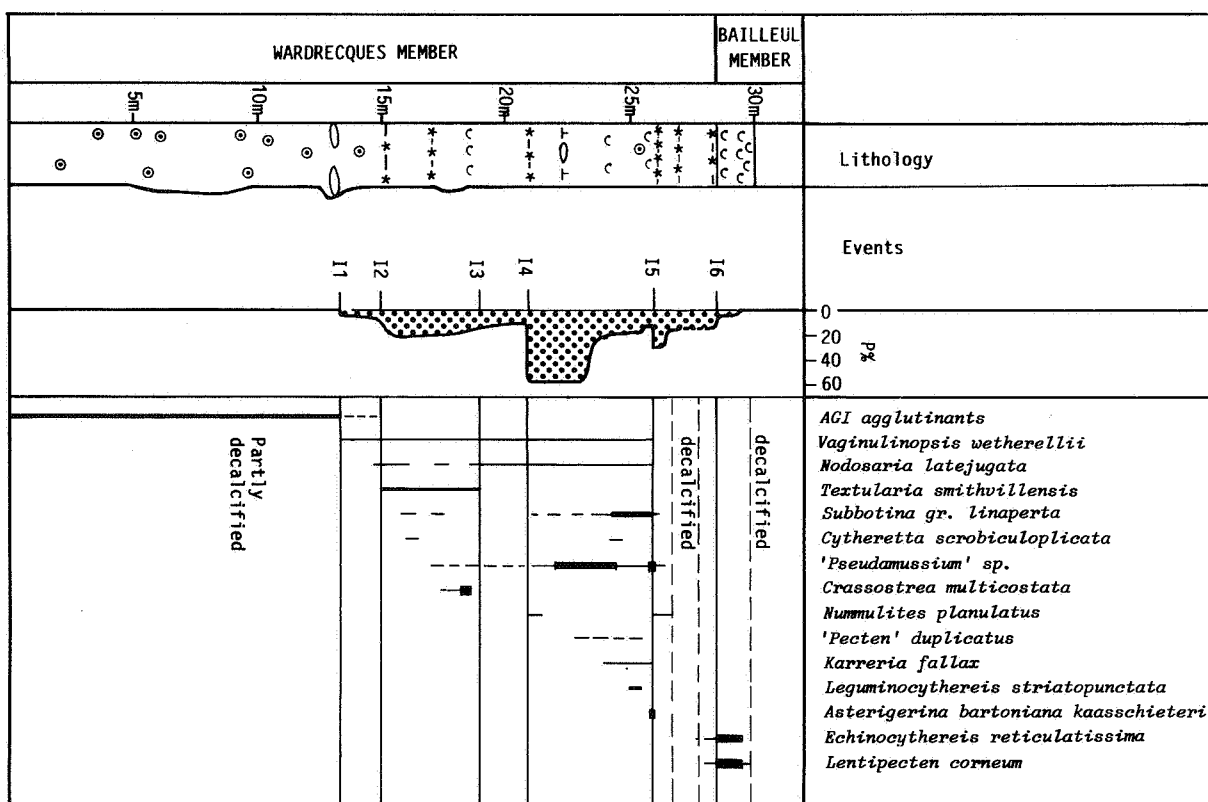 WARDRECQUES MEMBER
BAILLEUL
MEMBER
5m
10m
15m
20m
25m
30m
Lithology
Events
I1
I2
I3
I4
I5
I6
0
20
40
60
P%
Partly
decalcified
decalcified
decalcified
AGI agglutinants
Vaginulinopsis wetherellii
Nodosaria latejugata
Textularia smithvillensis
Subbotina gr. linaperta
Cytheretta scrobiculoplicata
'Pseudamussium' sp.
Crassostrea multicostata
Nummulites planulatus
'Pecten' duplicatus
Karreria fallax
Leguminocythereis striatopunctata
Asterigerina bartoniana kaasschieteri
Echinocythereis reticulatissima
Lentipecten corneum